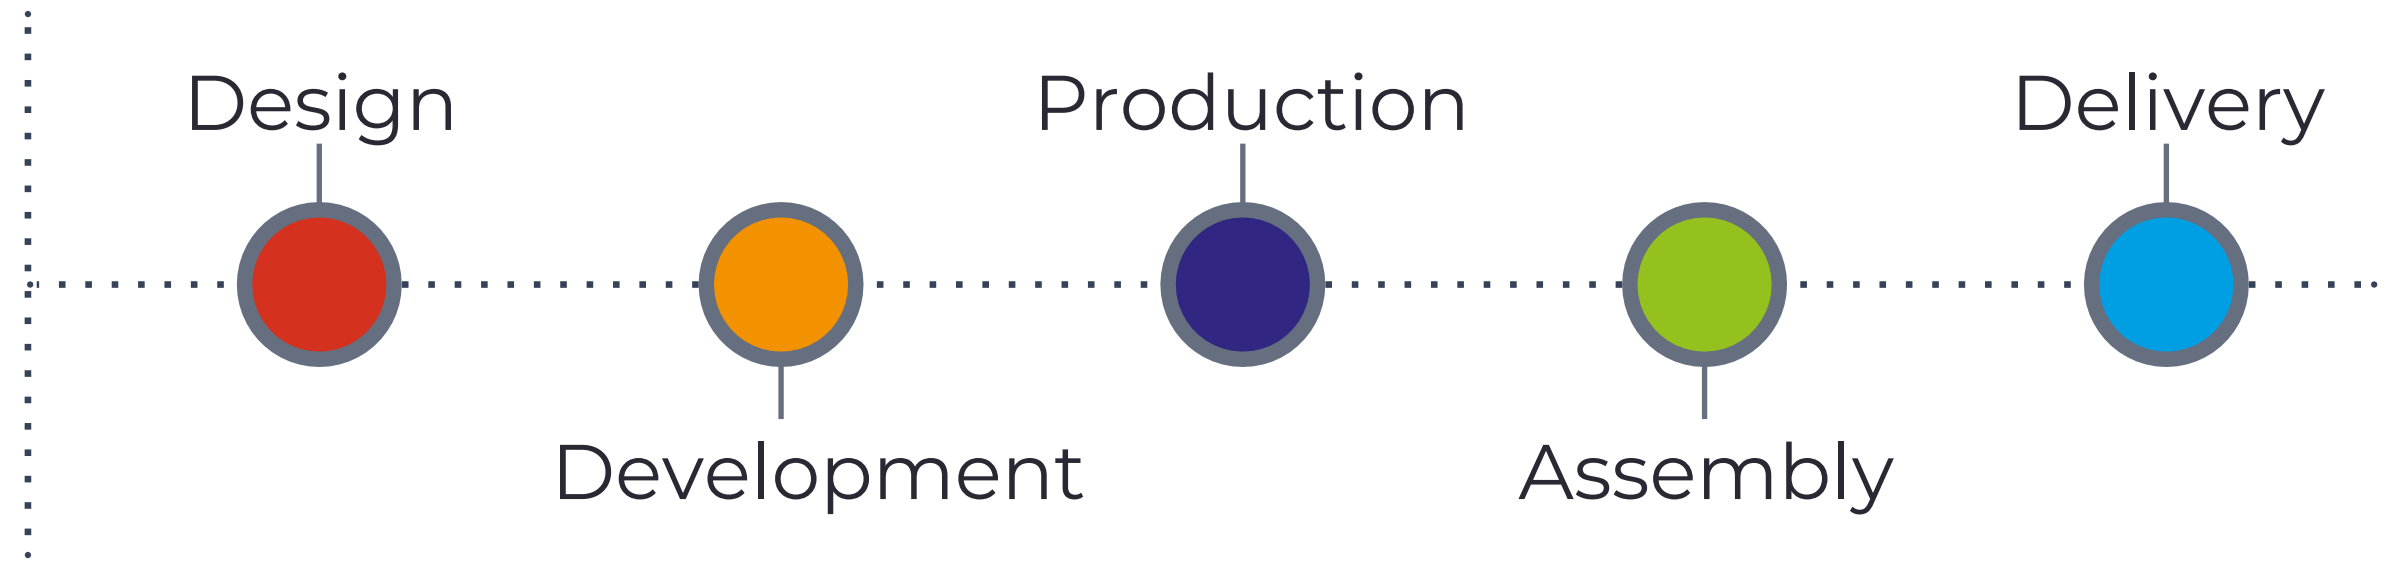 Design
Development
Production
Assembly
Delivery